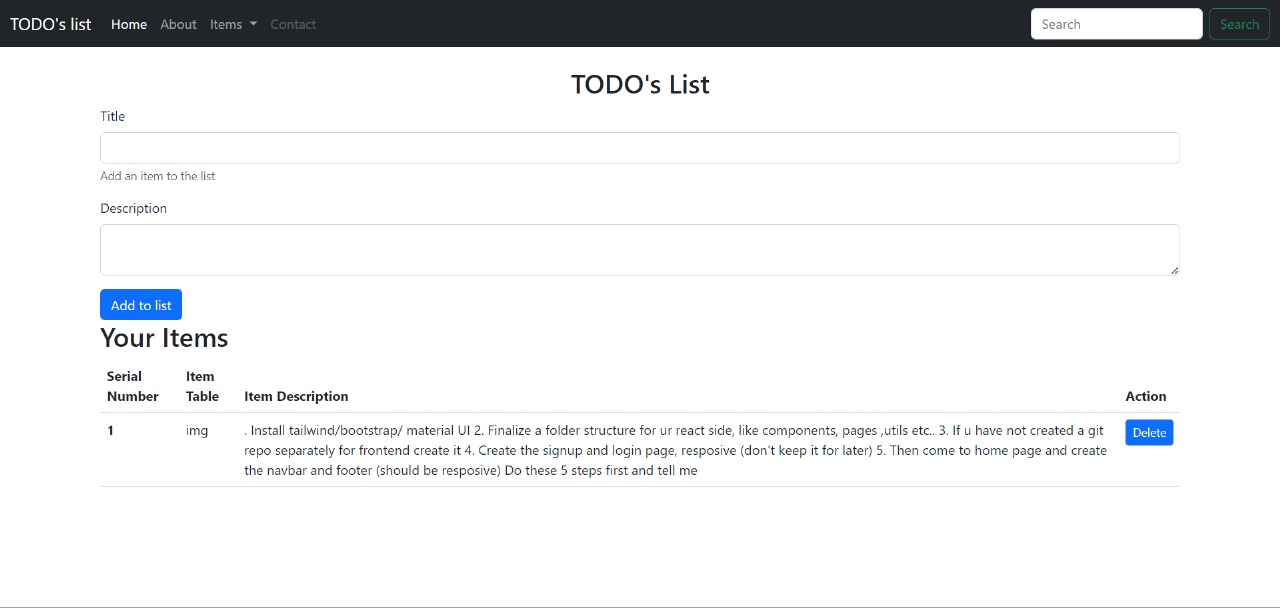 TODO's list Home About Items Contact Search Search
TODO's List
Title
Add an item to the list
Description
Add to list
Your Items
Serial Number Item Table Item Description Action
1 img . Install tailwind/bootstrap/ material UI 2. Finalize a folder structure for ur react side, like components, pages ,utils etc.. 3. If u have not created a git Delete
repo separately for frontend create it 4. Create the signup and login page, resposive (don't keep it for later) 5. Then come to home page and create
the navbar and footer (should be resposive) Do these 5 steps first and tell me